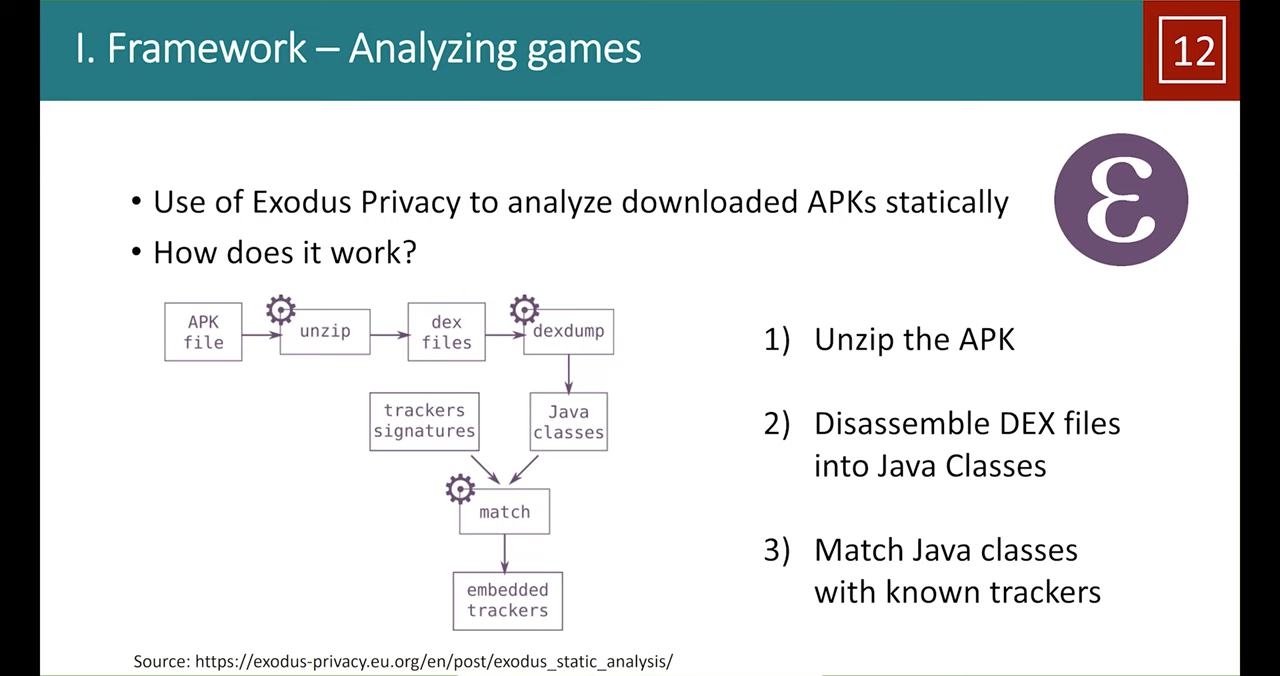 I. Framework – Analyzing games
12
• Use of Exodus Privacy to analyze downloaded APKs statically
• How does it work?
ε
APK
file
unzip
dex
files
dexdump
trackers
signatures
Java
classes
match
embedded
trackers
1) Unzip the APK
2) Disassemble DEX files
into Java Classes
3) Match Java classes
with known trackers
Source: https://exodus-privacy.eu.org/en/post/exodus_static_analysis/